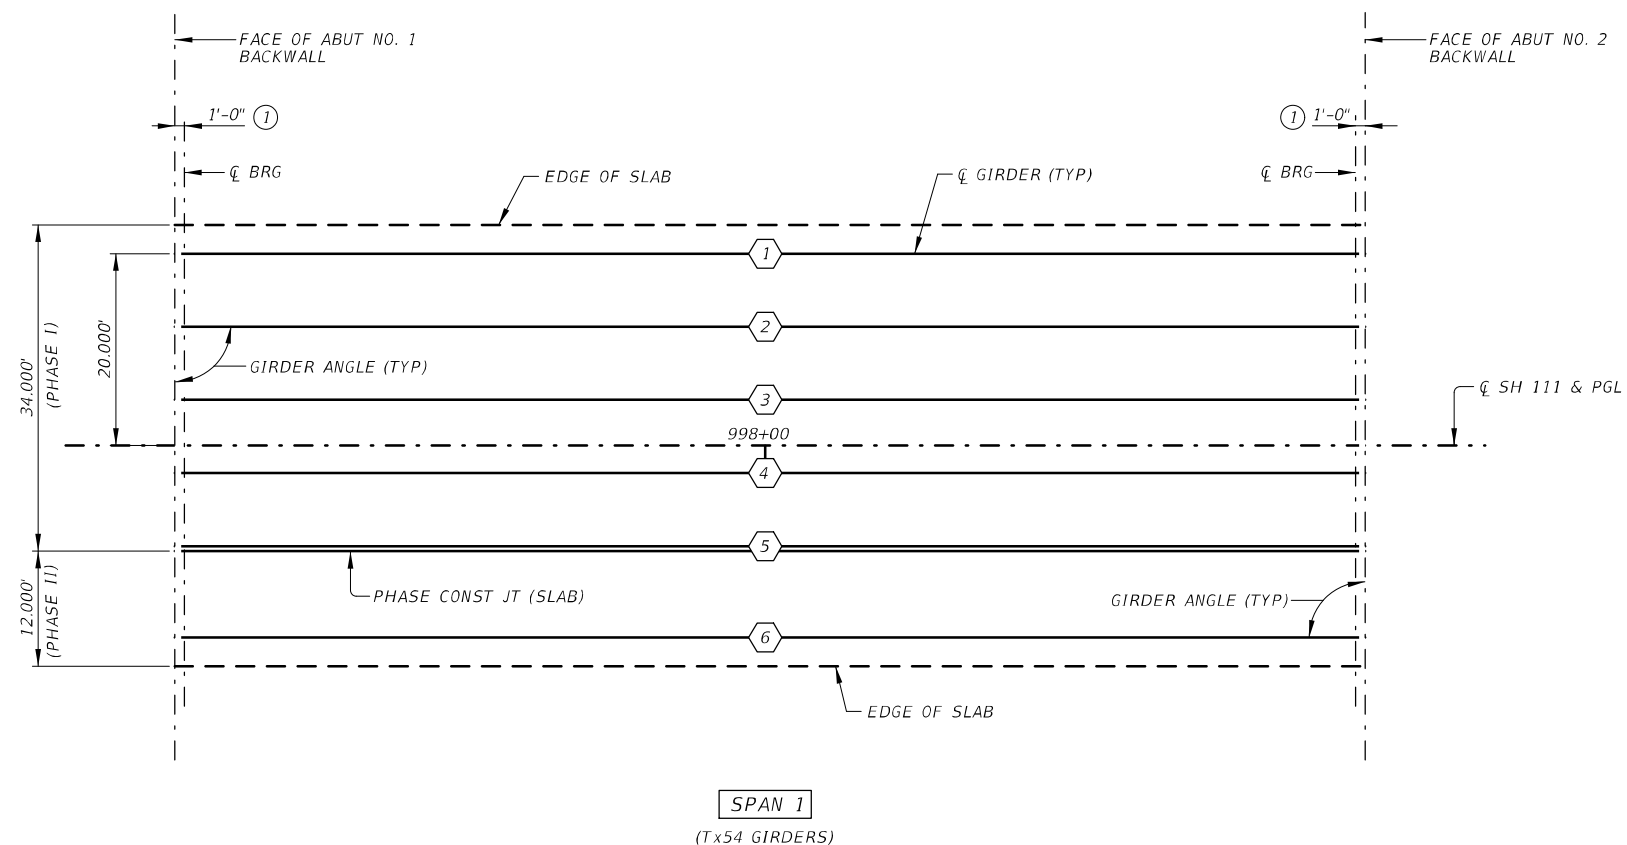 FACE OF ABUT NO. 1
BACKWALL
FACE OF ABUT NO. 2
BACKWALL
1'-0" 1
1 1'-0"
℄ BRG
EDGE OF SLAB
℄ GIRDER (TYP)
℄ BRG
1
20.000'
34.000'
(PHASE I)
2
GIRDER ANGLE (TYP)
3
℄ SH 111 & PGL
998+00
4
5
12.000'
(PHASE II)
PHASE CONST JT (SLAB)
GIRDER ANGLE (TYP)
6
EDGE OF SLAB
SPAN 1
(Tx54 GIRDERS)